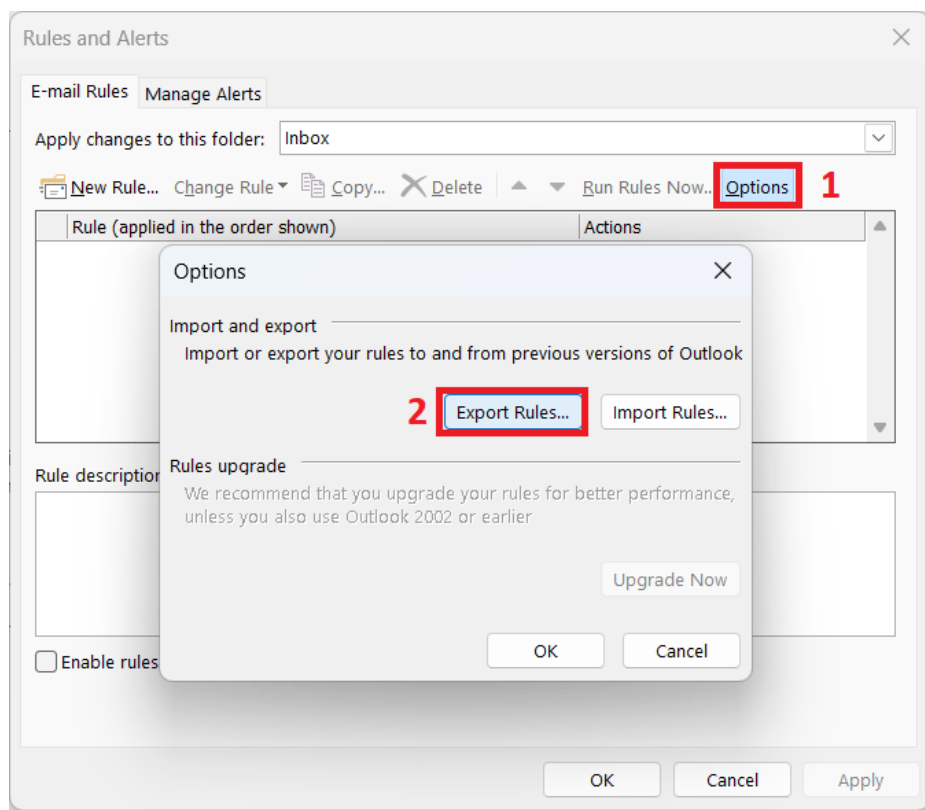 Rules and Alerts
E-mail Rules Manage Alerts
Apply changes to this folder: Inbox
New Rule... Change Rule Copy... Delete Run Rules Now... Options 1
Rule (applied in the order shown) Actions
Options
Import and export
Import or export your rules to and from previous versions of Outlook
2 Export Rules... Import Rules...
Rules upgrade
Rule description
We recommend that you upgrade your rules for better performance,
unless you also use Outlook 2002 or earlier
Upgrade Now
OK Cancel
Enable rules
OK Cancel Apply